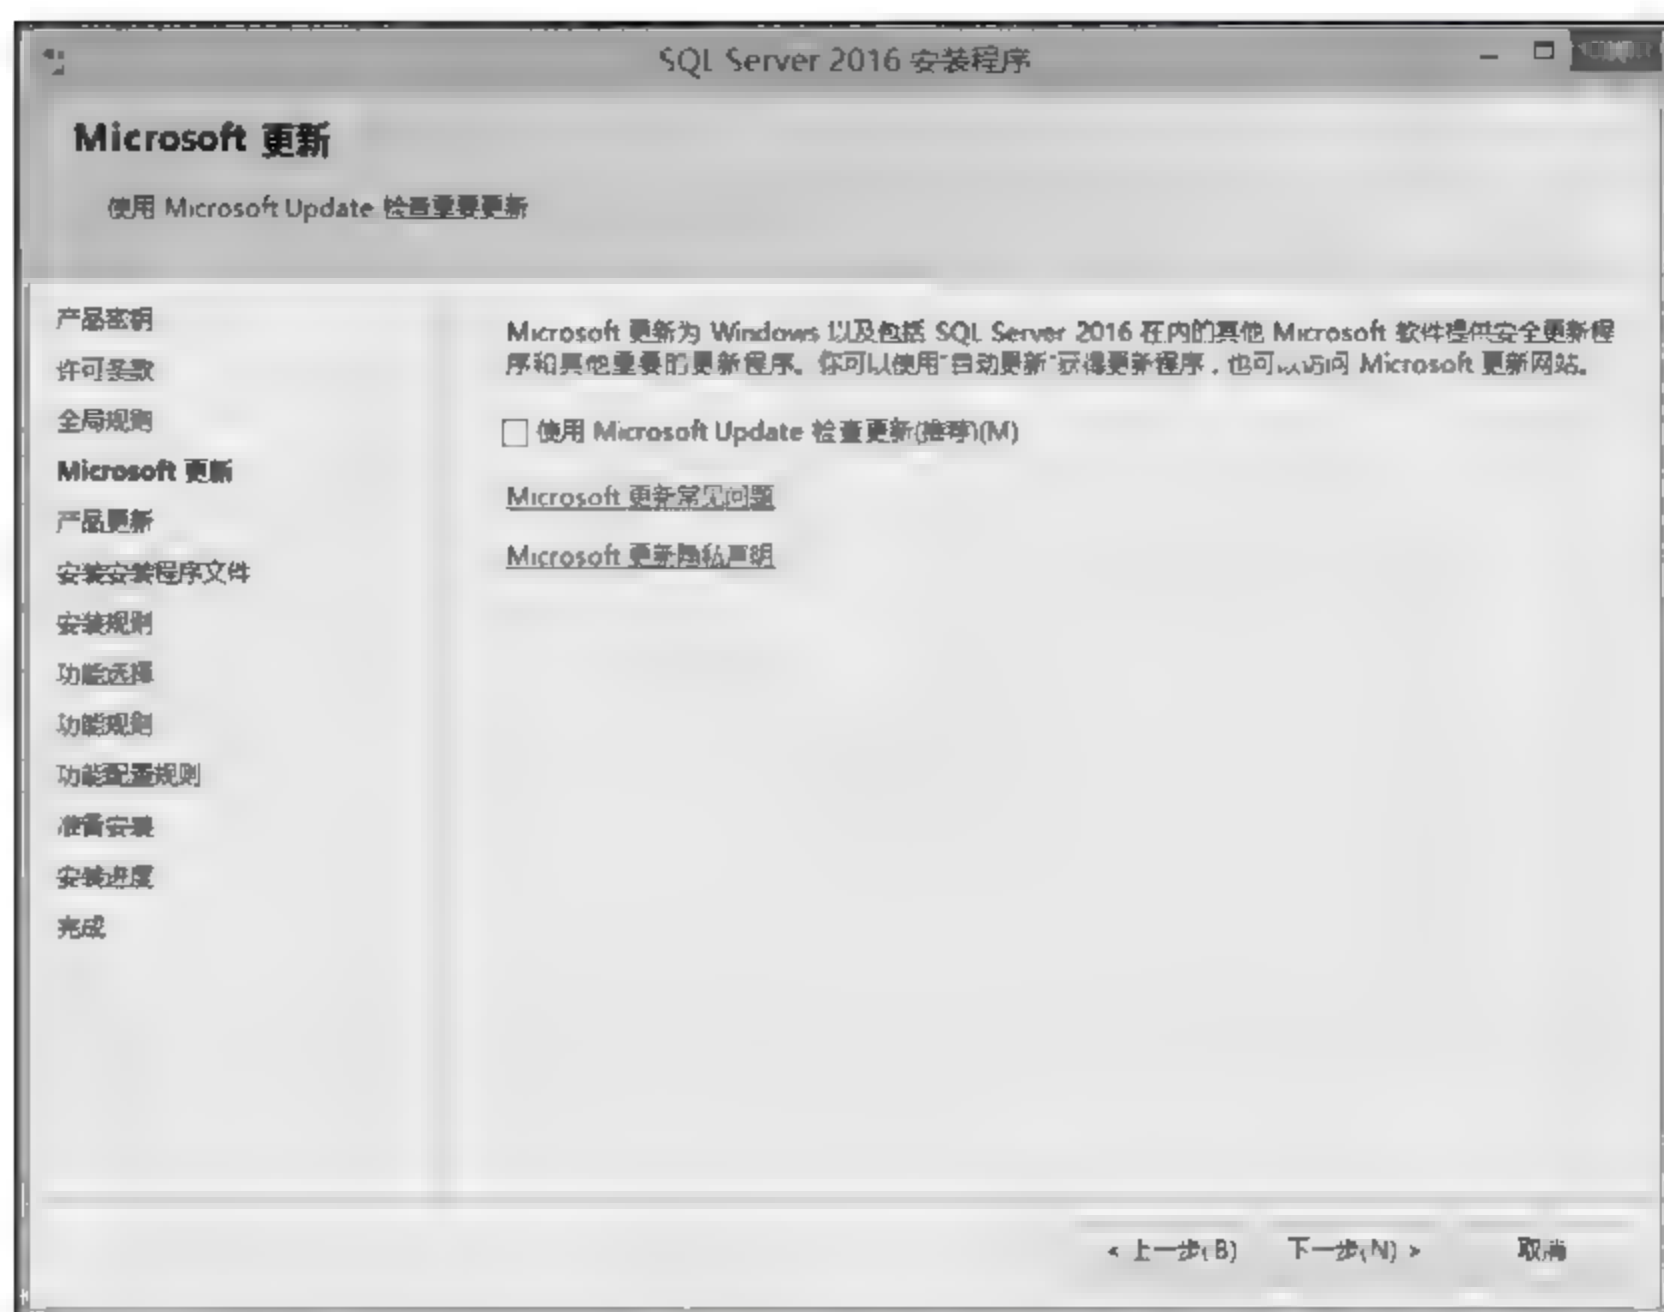 SQL Server 2016 安装程序
Microsoft 更新
使用 Microsoft Update 检查重要更新
产品密钥
许可条款
全局规则
Microsoft 更新
产品更新
安装安装程序文件
安装规则
功能选择
功能规则
功能配置规则
准备安装
安装进度
完成
Microsoft 更新为 Windows 以及包括 SQL Server 2016 在内的其他 Microsoft 软件提供安全更新程
序和其他重要的更新程序。你可以使用"自动更新"获得更新程序，也可以访问 Microsoft 更新网站。
使用 Microsoft Update 检查更新(推荐)(M)
Microsoft 更新常见问题
Microsoft 更新隐私声明
< 上一步(B) 下一步(N) > 取消